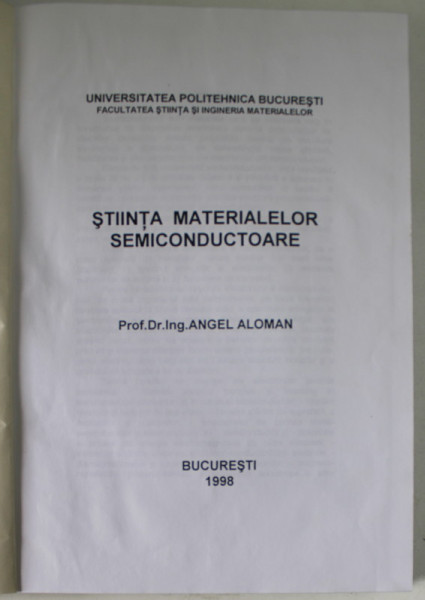 UNIVERSITATEA POLITEHNICA BUCUREŞTI
FACULTATEA ŞTIINŢA ŞI INGINERIA MATERIALELOR
ŞTIINŢA MATERIALELOR
SEMICONDUCTOARE
Prof.Dr.Ing.ANGEL ALOMAN
BUCUREŞTI
1998